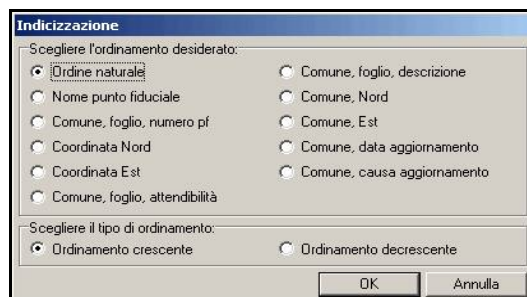 Indicizzazione
Scegliere l'ordinamento desiderato:
Ordine naturale
Nome punto fiduciale
Comune, foglio, numero pf
Coordinata Nord
Coordinata Est
Comune, foglio, attendibilità
Comune, foglio, descrizione
Comune, Nord
Comune, Est
Comune, data aggiornamento
Comune, causa aggiornamento
Scegliere il tipo di ordinamento:
Ordinamento crescente
Ordinamento decrescente
OK
Annulla